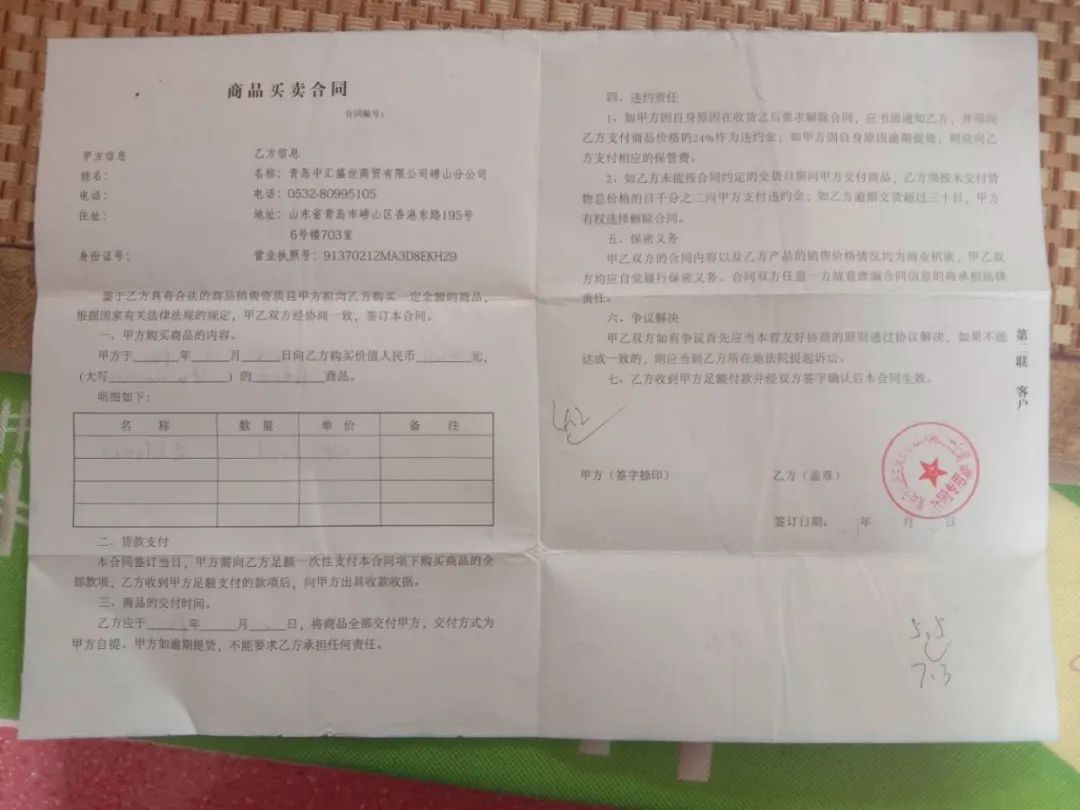 商品买卖合同
合同编号：
甲方信息
姓名：
电话：
住址：
身份证号：
乙方信息
名称：青岛中汇盛世商贸有限公司崂山分公司
电话：0532-80995105
地址：山东省青岛市崂山区香港东路195号
6号楼703室
营业执照号：91370212MA3D8EKH29
鉴于乙方具有合法的商品销售资质且甲方拟向乙方购买一定金额的商品，
根据国家有关法律法规的规定，甲乙双方经协商一致，签订本合同。
一、甲方购买商品的内容。
甲方于 年 月 日向乙方购买价值人民币 元，
（大写 ）的 商品。
明细如下：
名 称 数 量 单 价 备 注
二、货款支付
本合同签订当日，甲方需向乙方足额一次性支付本合同项下购买商品的全
部款项，乙方收到甲方足额支付的款项后，向甲方出具收款收据。
三、商品的交付时间。
乙方应于 年 月 日，将商品全部交付甲方，交付方式为
甲方自提。甲方如逾期提货，不能要求乙方承担任何责任。
四、违约责任
1、如甲方因自身原因在收货之后要求解除合同，应书面通知乙方，并需向
乙方支付商品价格的24%作为违约金；如甲方因自身原因逾期提货，则应向乙
方支付相应的保管费。
2、如乙方未能按合同约定的交货日期向甲方交付商品，乙方须按未交付货
物总价格的日千分之二向甲方支付违约金；如乙方逾期交货超过三十日，甲方
有权选择解除合同。
五、保密义务
甲乙双方的合同内容以及乙方产品的销售价格情况均为商业机密，甲乙双
方均应自觉履行保密义务。合同双方任意一方故意泄漏合同信息的将承担法律
责任。
六、争议解决
甲乙双方如有争议首先应当本着友好协商的原则通过协议解决，如果不能
达成一致的，则应当到乙方所在地法院提起诉讼。
七、乙方收到甲方足额付款并经双方签字确认后本合同生效。
甲方（签字捺印）
乙方（盖章）
合同专用章
签订日期： 年 月 日
第二联 客户
5.5
7.3